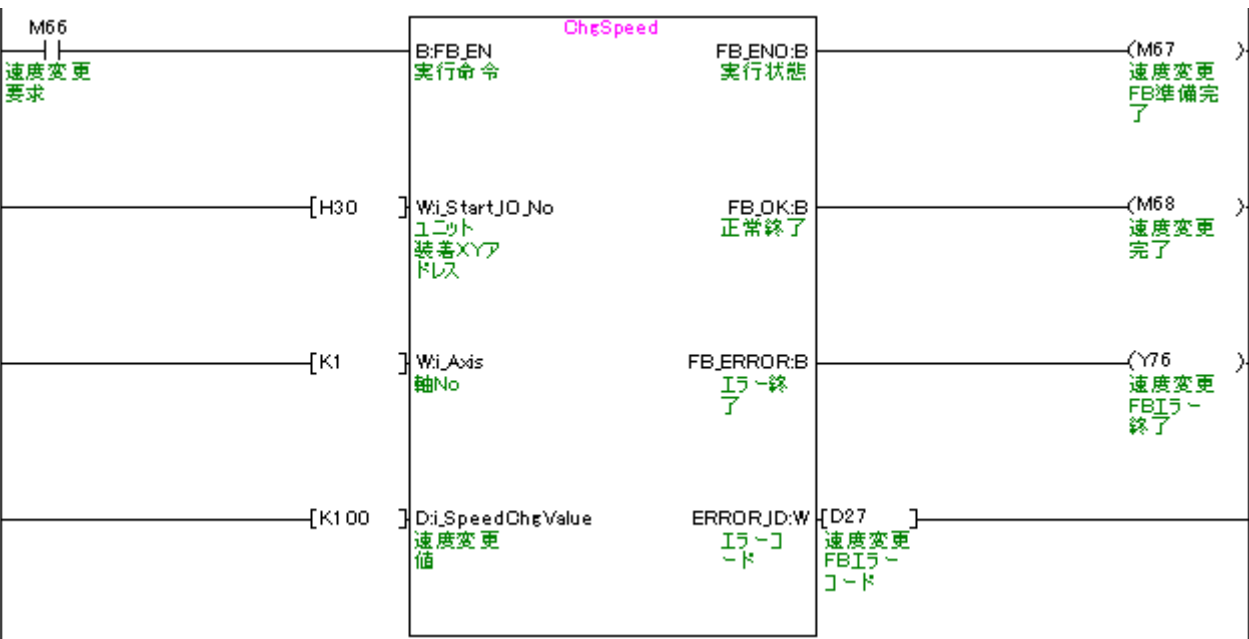 ChgSpeed
M66
速度変更
要求
B:FB_EN
実行命令
FB_ENO:B
実行状態
(M67 )
速度変更
FB準備完
了
[H30 ]
W:i_Start_IO_No
ユニット
装着XYア
ドレス
FB_OK:B
正常終了
(M68 )
速度変更
完了
[K1 ]
W:i_Axis
軸No
FB_ERROR:B
エラー終
了
(Y76 )
速度変更
FBエラー
終了
[K100 ]
D:i_SpeedChgValue
速度変更
値
ERROR_ID:W
エラーコ
ード
[D27 ]
速度変更
FBエラー
コード